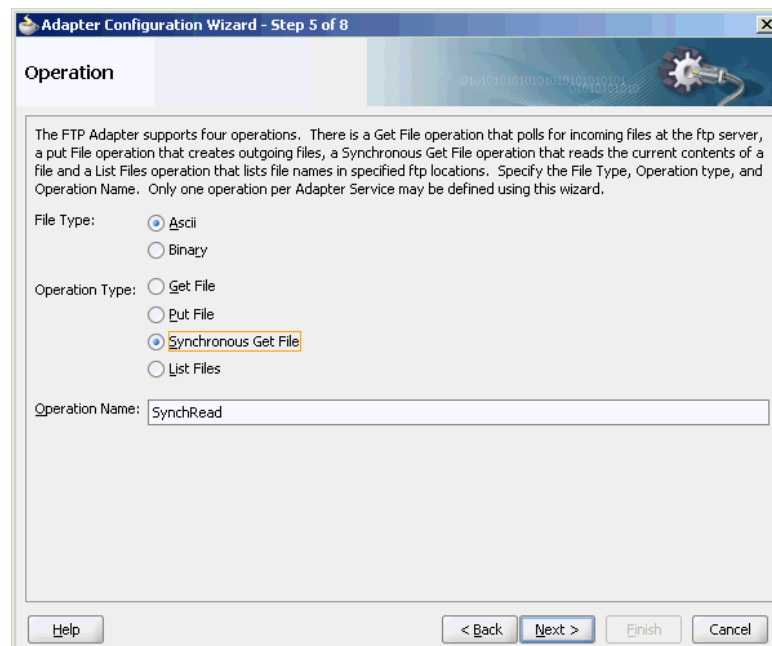 Adapter Configuration Wizard - Step 5 of 8
Operation
The FTP Adapter supports four operations. There is a Get File operation that polls for incoming files at the ftp server,
a put File operation that creates outgoing files, a Synchronous Get File operation that reads the current contents of a
file and a List Files operation that lists file names in specified ftp locations. Specify the File Type, Operation type, and
Operation Name. Only one operation per Adapter Service may be defined using this wizard.
File Type: Ascii
Binary
Operation Type: Get File
Put File
Synchronous Get File
List Files
Operation Name: SynchRead
Help < Back Next > Finish Cancel